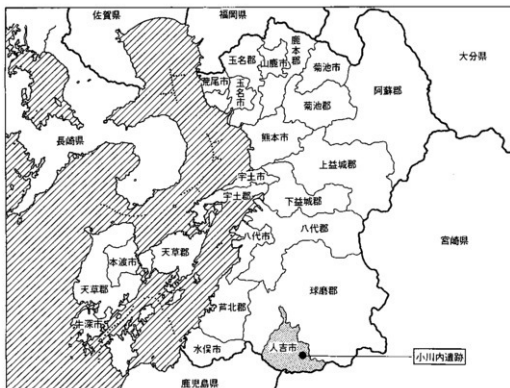 佐賀県
福岡県
大分県
玉名郡
山鹿市
鹿本郡
菊池市
阿蘇郡
荒尾市
玉名市
菊池郡
長崎県
熊本市
上益城郡
宇土市
宇土郡
下益城郡
八代市
八代郡
宮崎県
本渡市
天草郡
天草郡
球磨郡
芦北郡
牛深市
人吉市
水俣市
小川内遺跡
鹿児島県